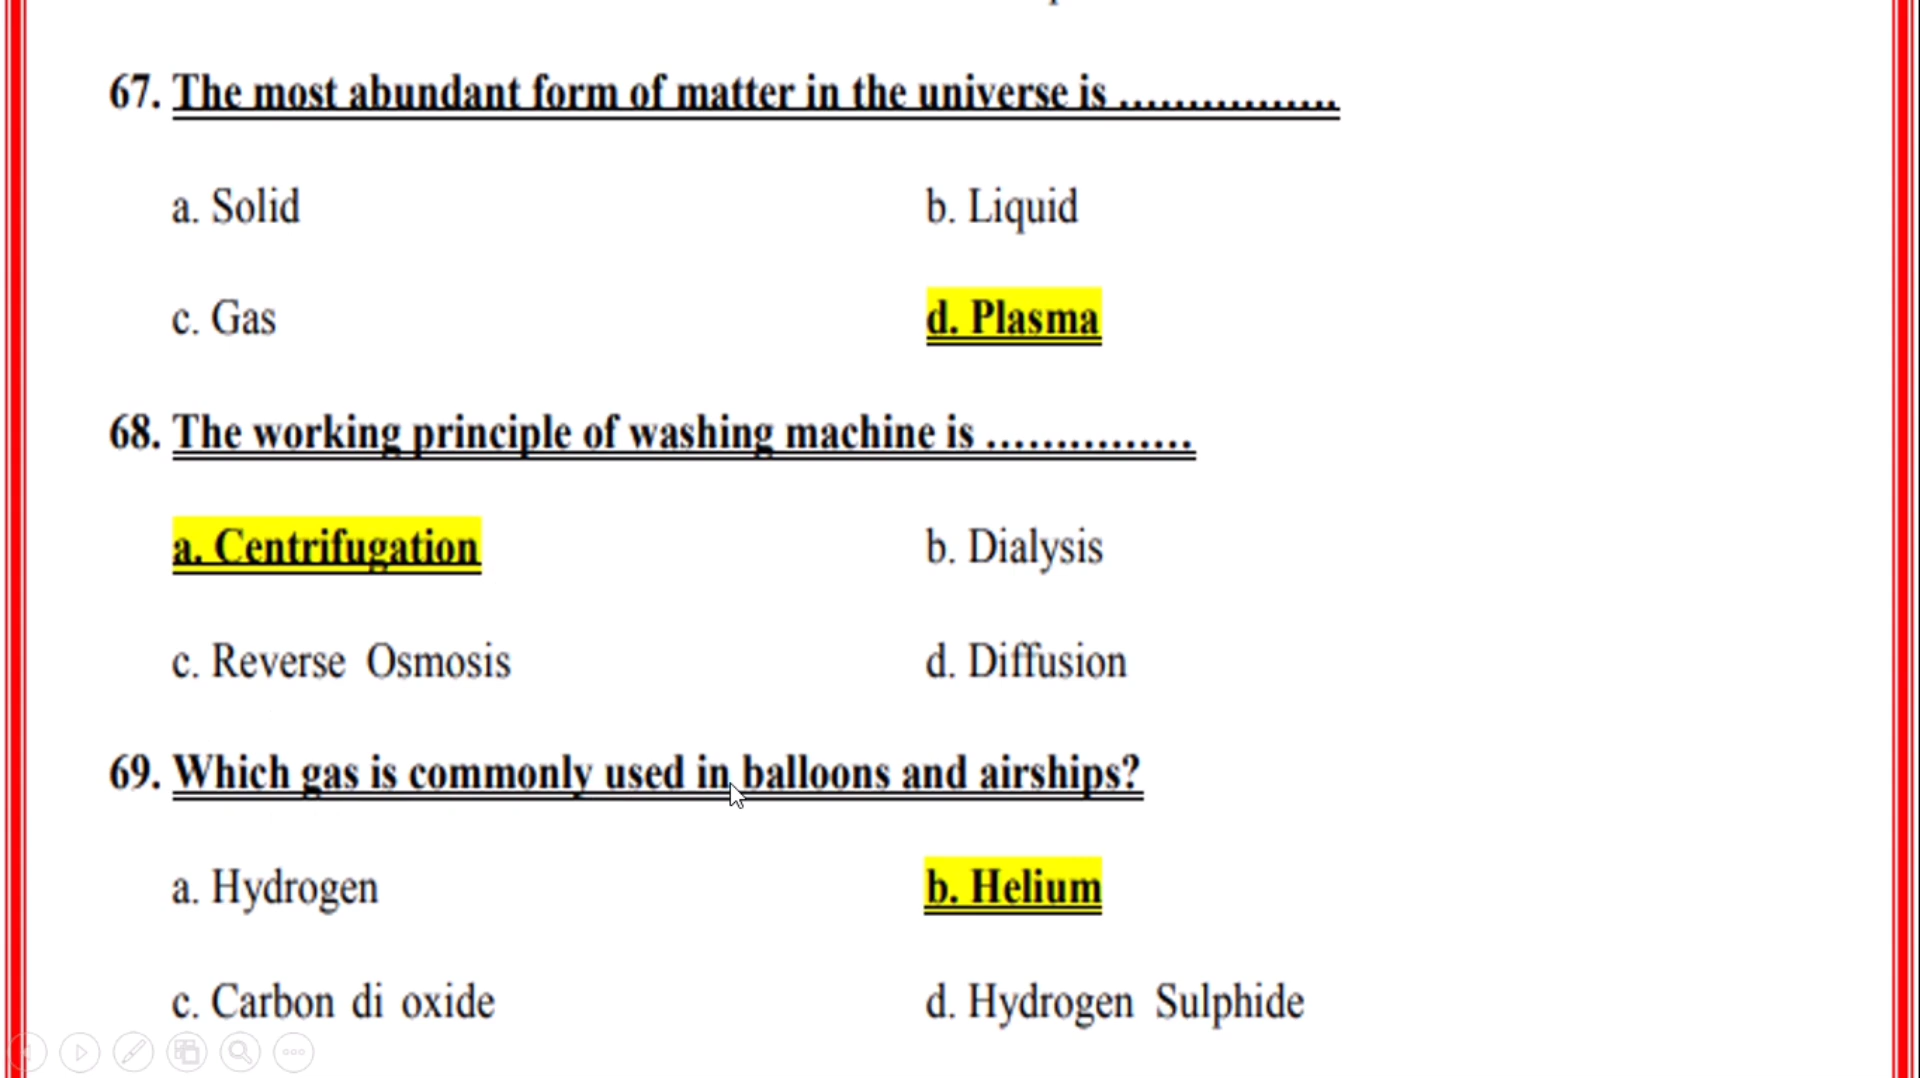 67. The most abundant form of matter in the universe is ................
a. Solid b. Liquid
c. Gas d. Plasma
68. The working principle of washing machine is ...............
a. Centrifugation b. Dialysis
c. Reverse Osmosis d. Diffusion
69. Which gas is commonly used in balloons and airships?
a. Hydrogen b. Helium
c. Carbon di oxide d. Hydrogen Sulphide